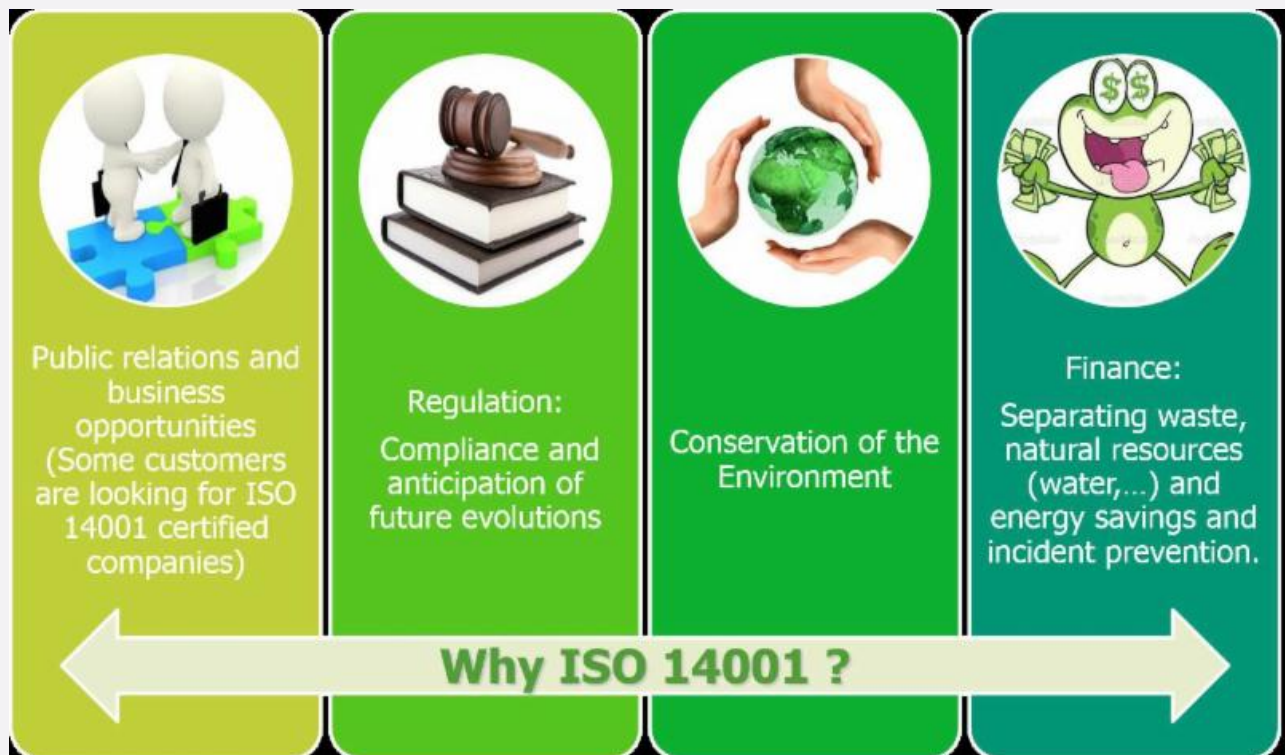 Public relations and
business
opportunities
(Some customers
are looking for ISO
14001 certified
companies)
Regulation:
Compliance and
anticipation of
future evolutions
Conservation of the
Environment
Finance:
Separating waste,
natural resources
(water,...) and
energy savings and
incident prevention.
Why ISO 14001 ?